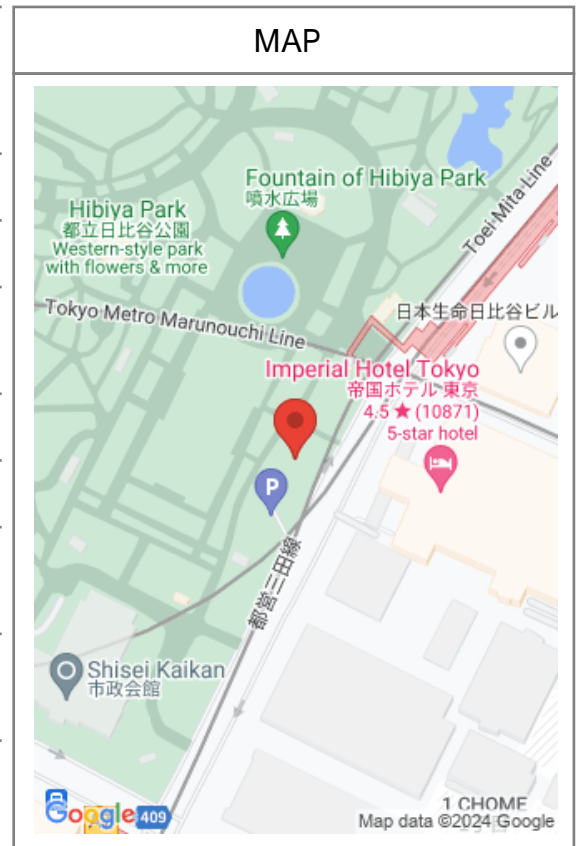 MAP
Fountain of Hibiya Park
噴水広場
Hibiya Park
都立日比谷公園
Western-style park
with flowers & more
Toei Mita Line
Tokyo Metro Marunouchi Line
日本生命日比谷ビル
Imperial Hotel Tokyo
帝国ホテル 東京
4.5 ★ (10871)
5-star hotel
P
都営三田線
Shisei Kaikan
市政会館
Google
409
1 CHOME
Map data ©2024 Google